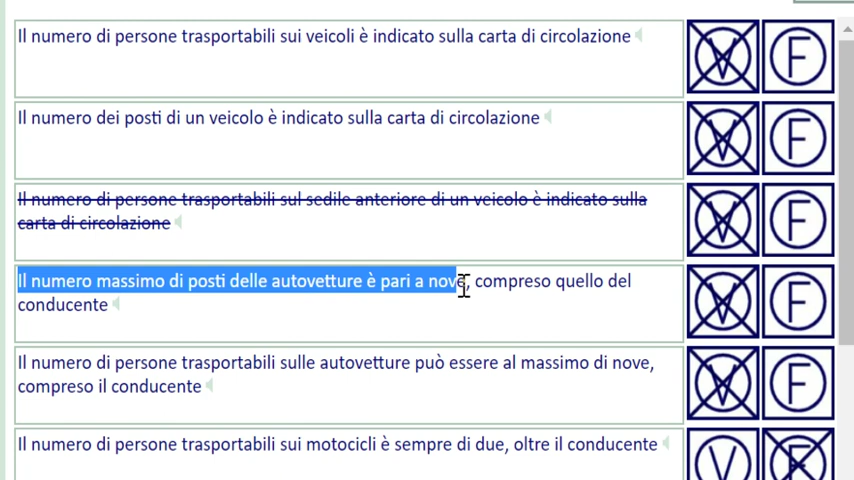 Il numero di persone trasportabili sui veicoli è indicato sulla carta di circolazione
V F
Il numero dei posti di un veicolo è indicato sulla carta di circolazione
V F
Il numero di persone trasportabili sul sedile anteriore di un veicolo è indicato sulla
carta di circolazione
V F
Il numero massimo di posti delle autovetture è pari a nove, compreso quello del
conducente
V F
Il numero di persone trasportabili sulle autovetture può essere al massimo di nove,
compreso il conducente
V F
Il numero di persone trasportabili sui motocicli è sempre di due, oltre il conducente
V F